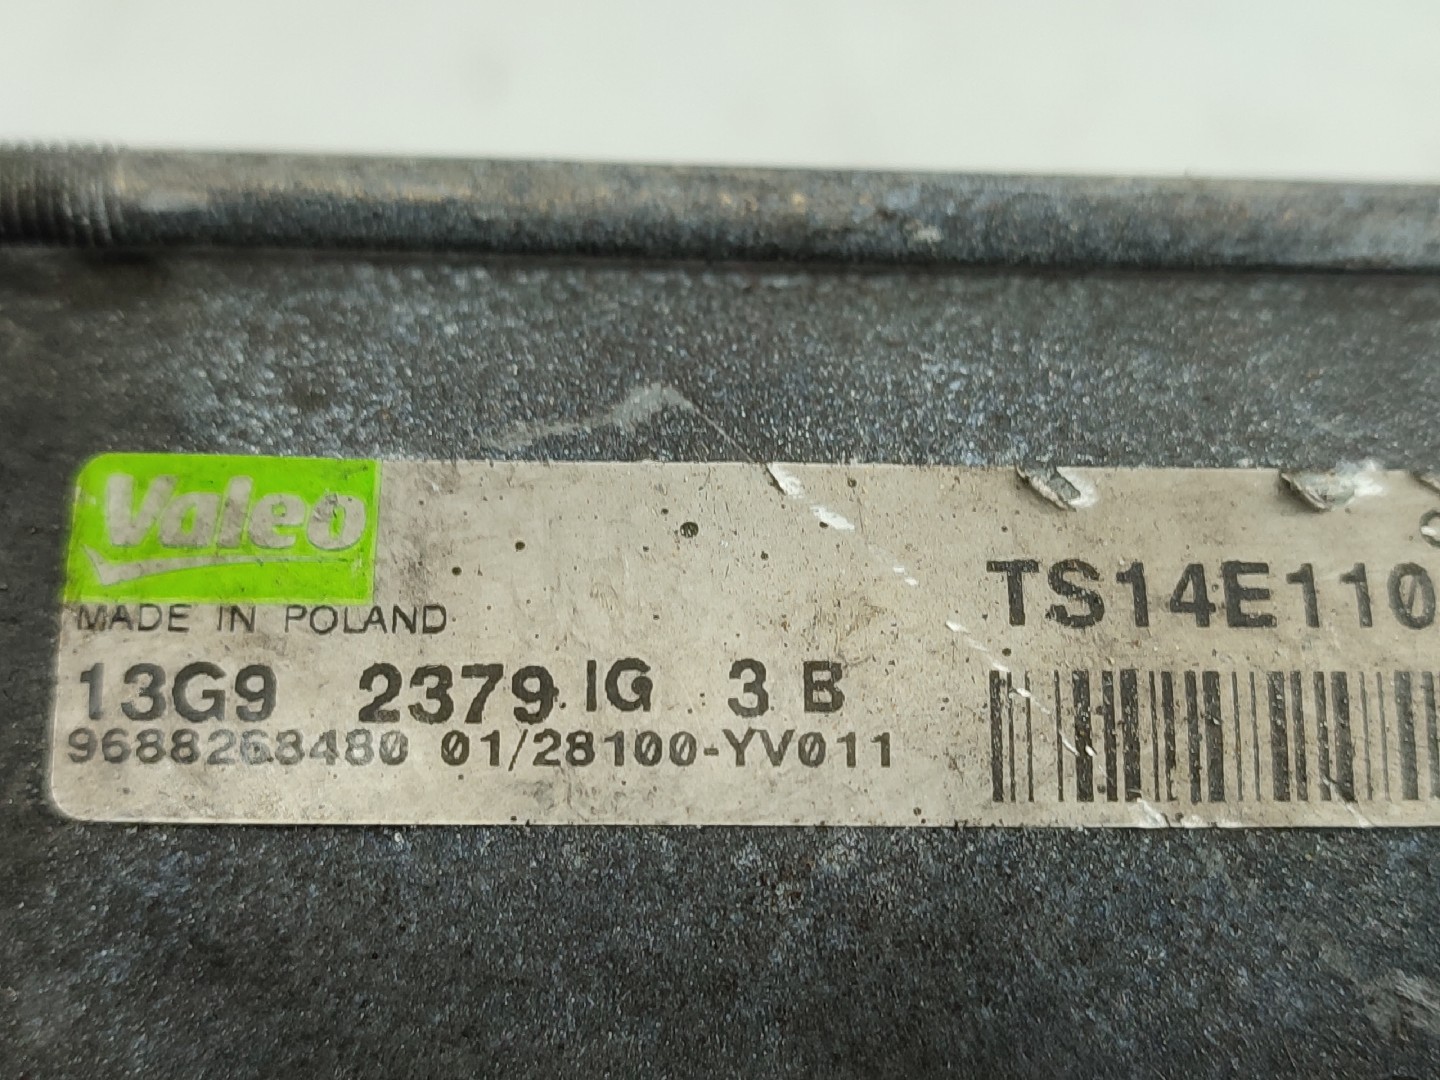 Valeo
MADE IN POLAND
TS14E110
13G9 2379 IG 3 B
9688268480 01/28100-YV011